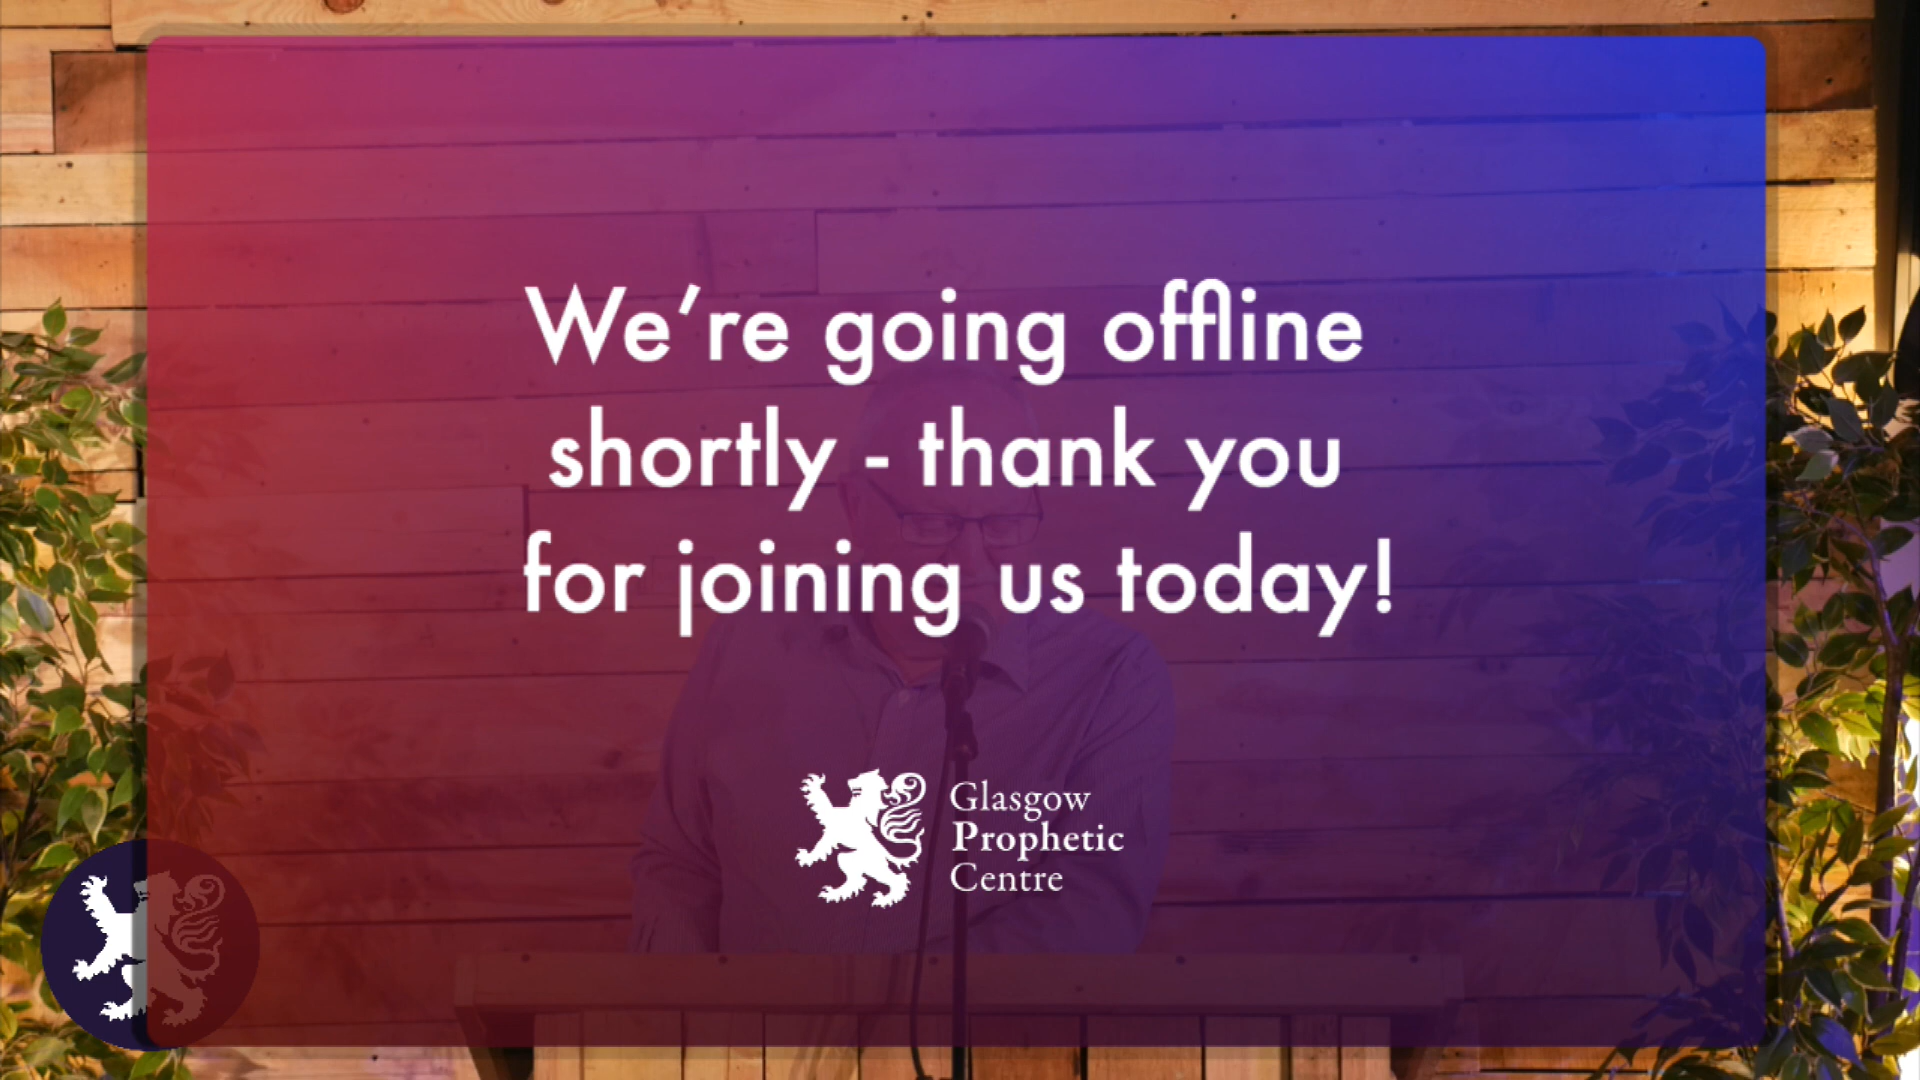 We’re going offline
shortly - thank you
for joining us today!
Glasgow
Prophetic
Centre